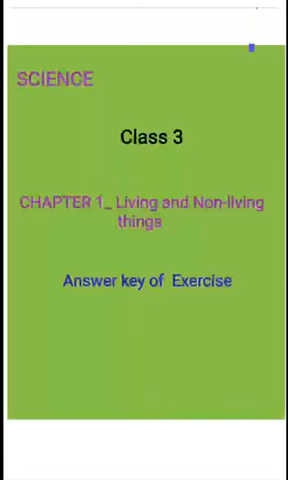 SCIENCE
Class 3
CHAPTER 1_ Living and Non-living
things
Answer key of Exercise